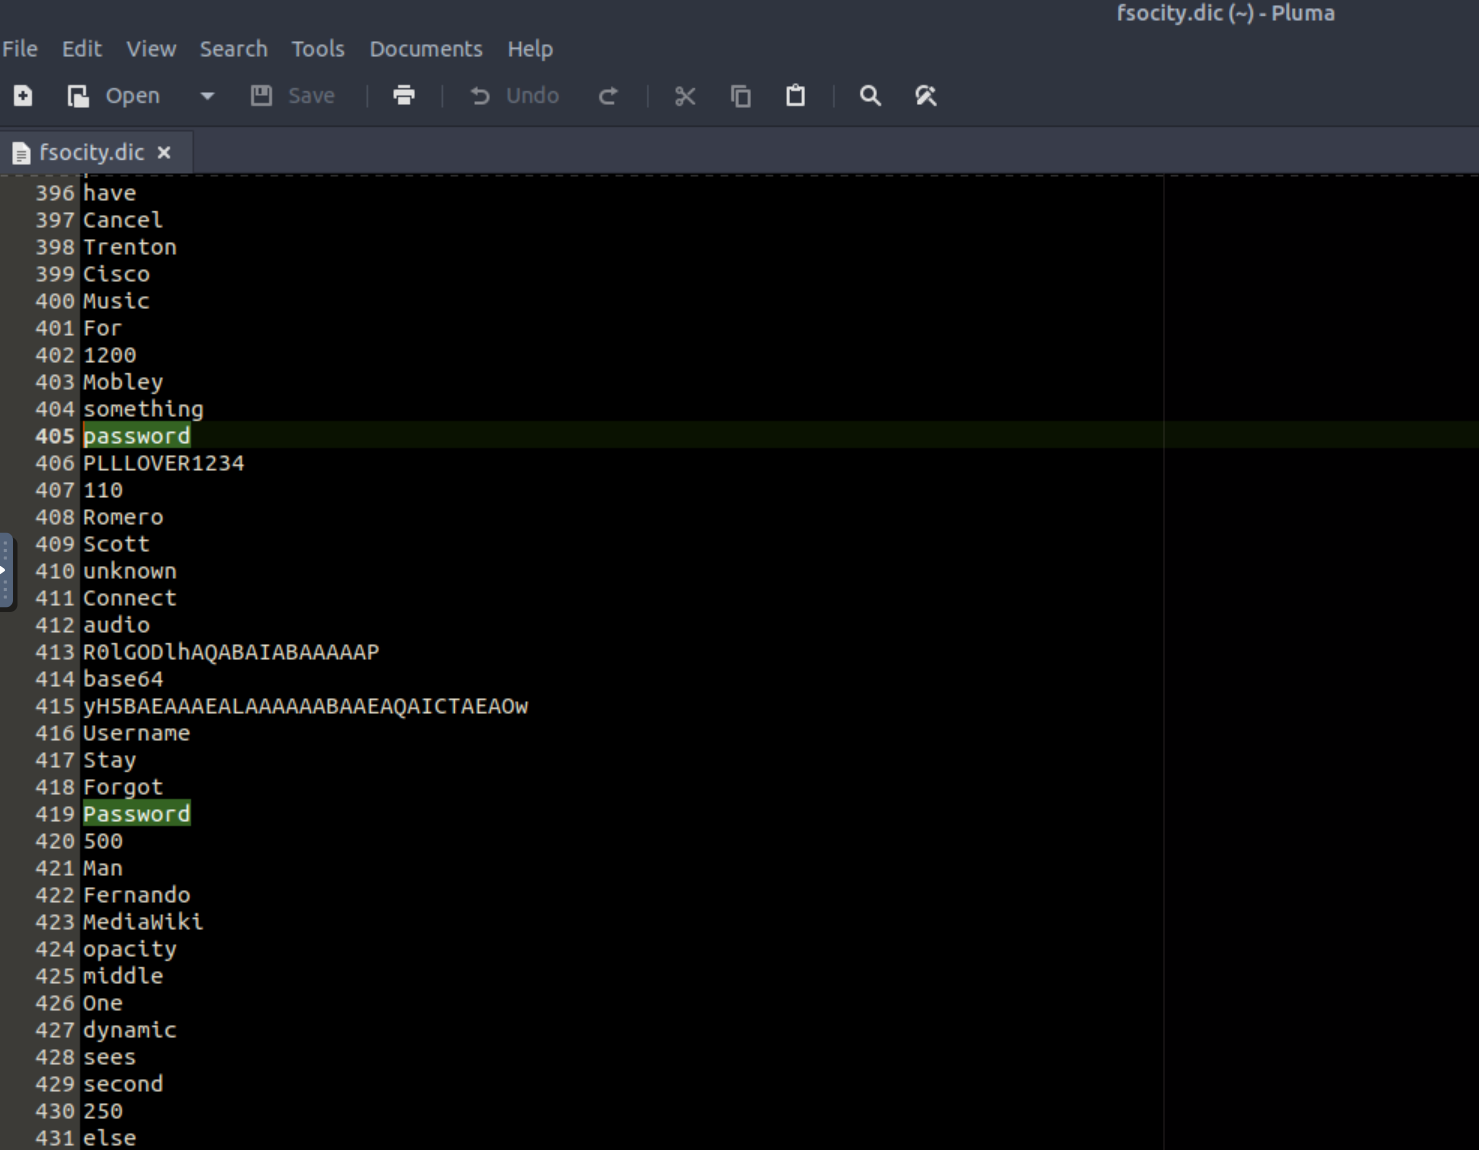 fsocity.dic (~) - Pluma
File Edit View Search Tools Documents Help
Open Save Undo
fsocity.dic
396 have
397 Cancel
398 Trenton
399 Cisco
400 Music
401 For
402 1200
403 Mobley
404 something
405 password
406 PLLLOVER1234
407 110
408 Romero
409 Scott
410 unknown
411 Connect
412 audio
413 R0lGODlhAQABAIABAAAAAP
414 base64
415 yH5BAEAAAEALAAAAAABAAEAQAICTAEAOw
416 Username
417 Stay
418 Forgot
419 Password
420 500
421 Man
422 Fernando
423 MediaWiki
424 opacity
425 middle
426 One
427 dynamic
428 sees
429 second
430 250
431 else